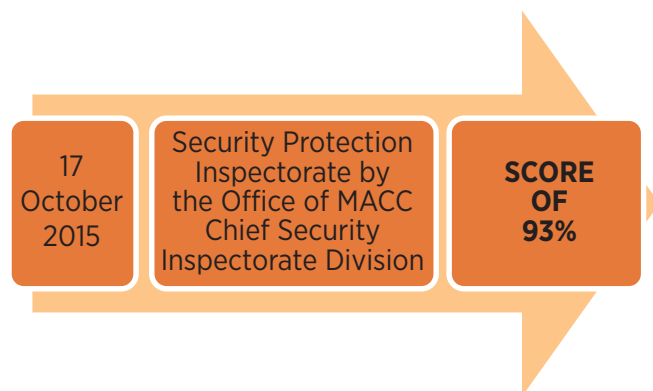 17
October
2015
Security Protection
Inspectorate by
the Office of MACC
Chief Security
Inspectorate Division
SCORE
OF
93%